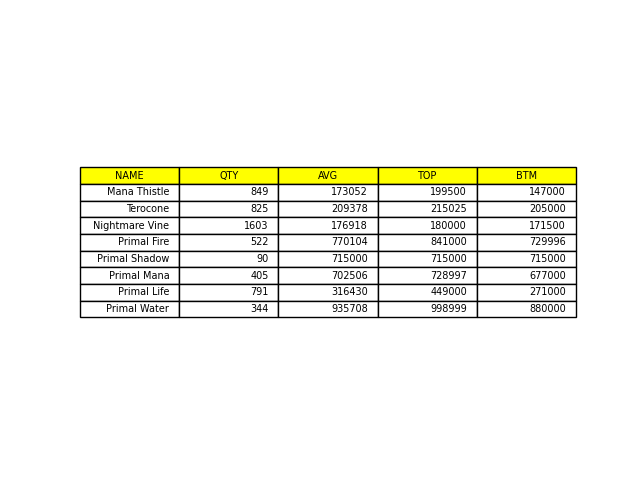 NAME QTY AVG TOP BTM
Mana Thistle 849 173052 199500 147000
Terocone 825 209378 215025 205000
Nightmare Vine 1603 176918 180000 171500
Primal Fire 522 770104 841000 729996
Primal Shadow 90 715000 715000 715000
Primal Mana 405 702506 728997 677000
Primal Life 791 316430 449000 271000
Primal Water 344 935708 998999 880000